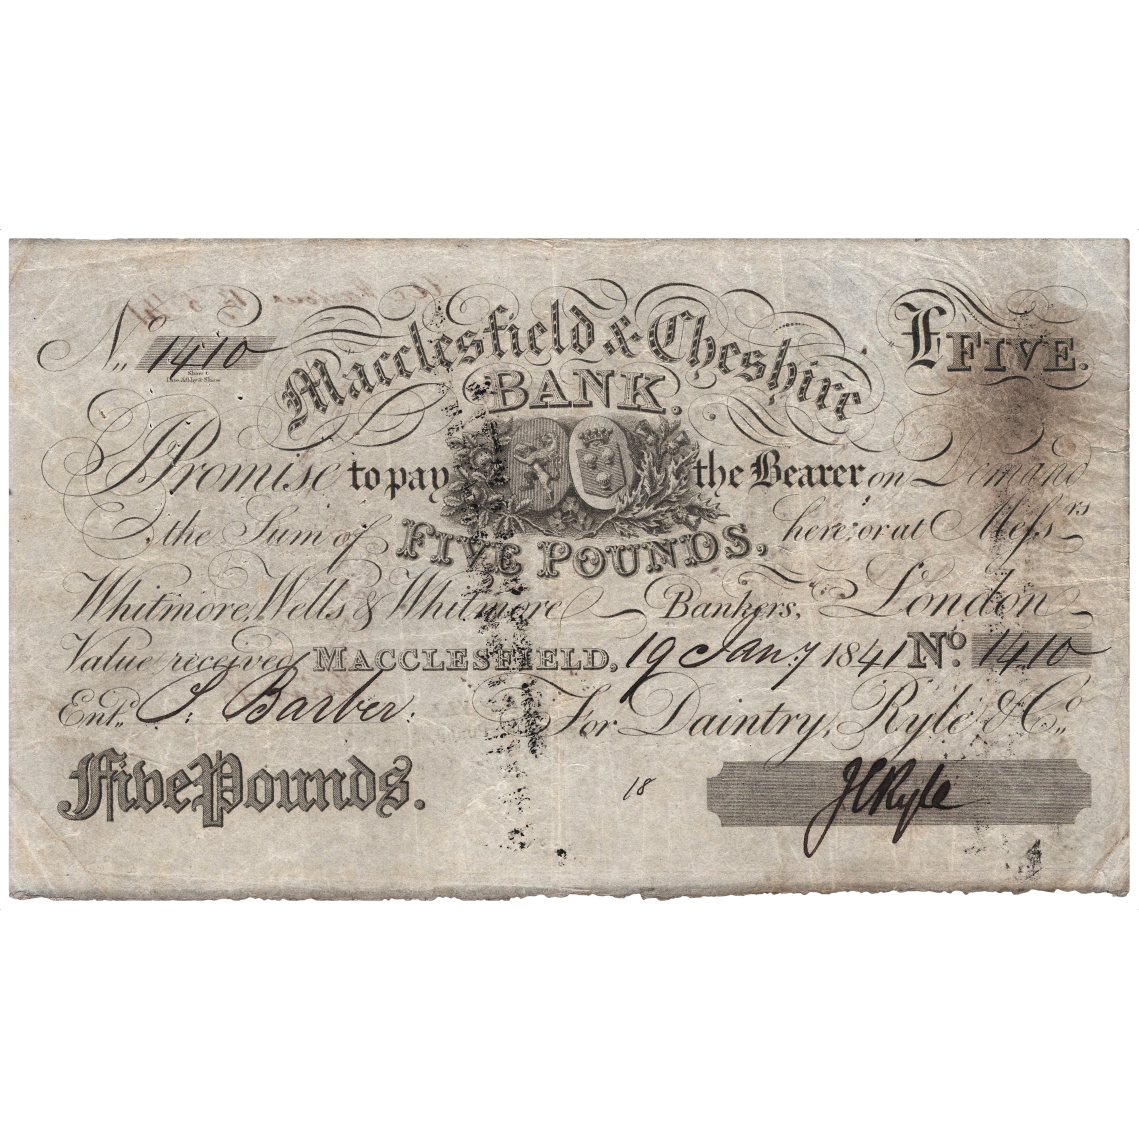 No. 1410
Macclesfield & Cheshire
BANK.
£FIVE.
Promise to pay the Bearer on Demand
the Sum of FIVE POUNDS, here, or at Messrs
Whitmore, Wells & Whitmore Bankers, London
Value received MACCLESFIELD, 19 Jany 1841 No. 1410
Entd. J. Barber. For Daintry, Ryle & Co.
Five Pounds. 18 JCRyle